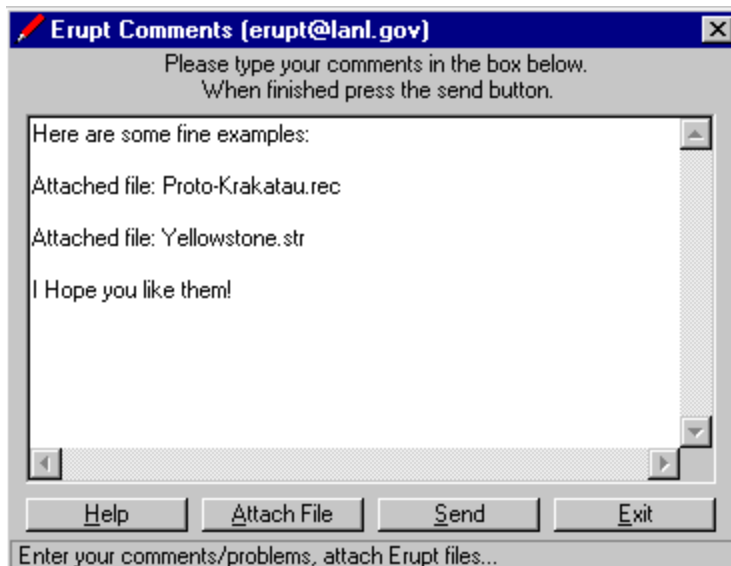 Erupt Comments (erupt@lanl.gov)
Please type your comments in the box below.
When finished press the send button.
Here are some fine examples:
Attached file: Proto-Krakatau.rec
Attached file: Yellowstone.str
I Hope you like them!
Help
Attach File
Send
Exit
Enter your comments/problems, attach Erupt files...